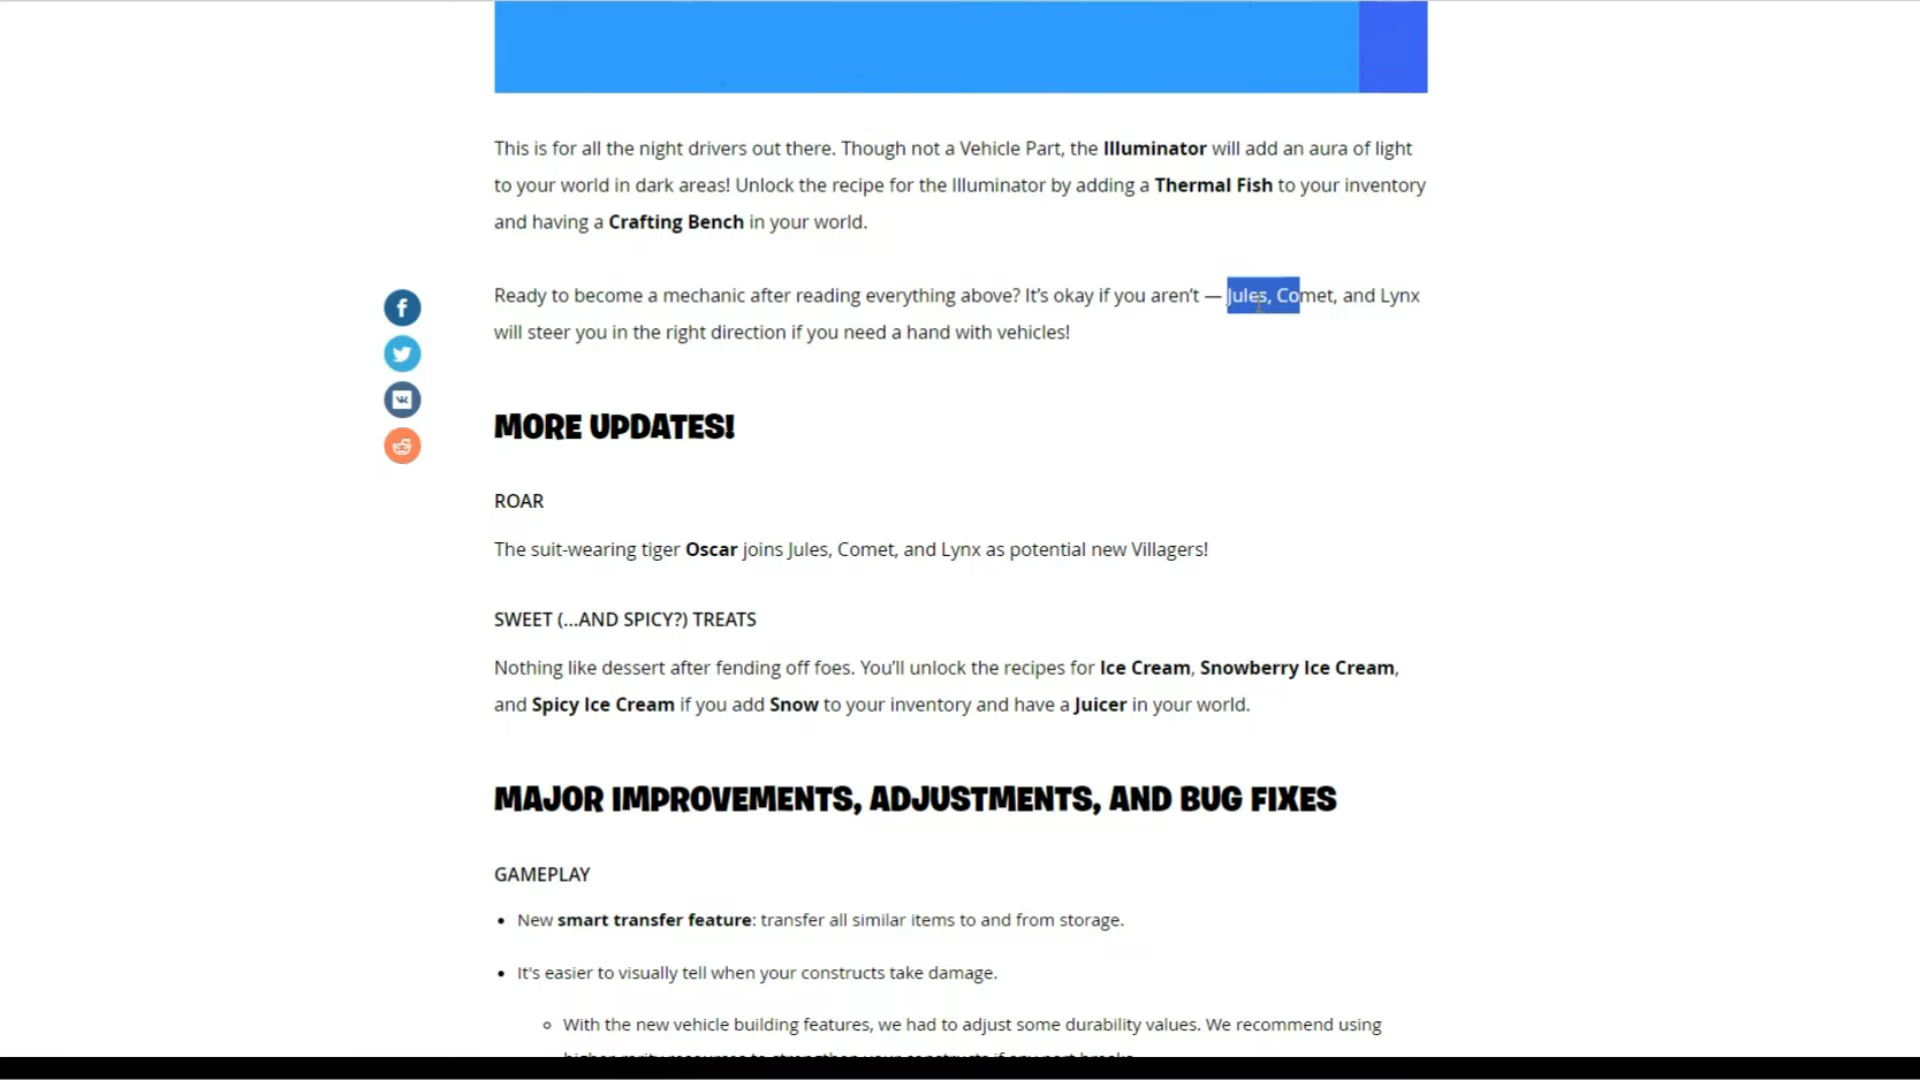 This is for all the night drivers out there. Though not a Vehicle Part, the Illuminator will add an aura of light
to your world in dark areas! Unlock the recipe for the Illuminator by adding a Thermal Fish to your inventory
and having a Crafting Bench in your world.
Ready to become a mechanic after reading everything above? It’s okay if you aren’t — Jules, Comet, and Lynx
will steer you in the right direction if you need a hand with vehicles!
MORE UPDATES!
ROAR
The suit-wearing tiger Oscar joins Jules, Comet, and Lynx as potential new Villagers!
SWEET (...AND SPICY?) TREATS
Nothing like dessert after fending off foes. You’ll unlock the recipes for Ice Cream, Snowberry Ice Cream,
and Spicy Ice Cream if you add Snow to your inventory and have a Juicer in your world.
MAJOR IMPROVEMENTS, ADJUSTMENTS, AND BUG FIXES
GAMEPLAY
• New smart transfer feature: transfer all similar items to and from storage.
• It's easier to visually tell when your constructs take damage.
◦ With the new vehicle building features, we had to adjust some durability values. We recommend using